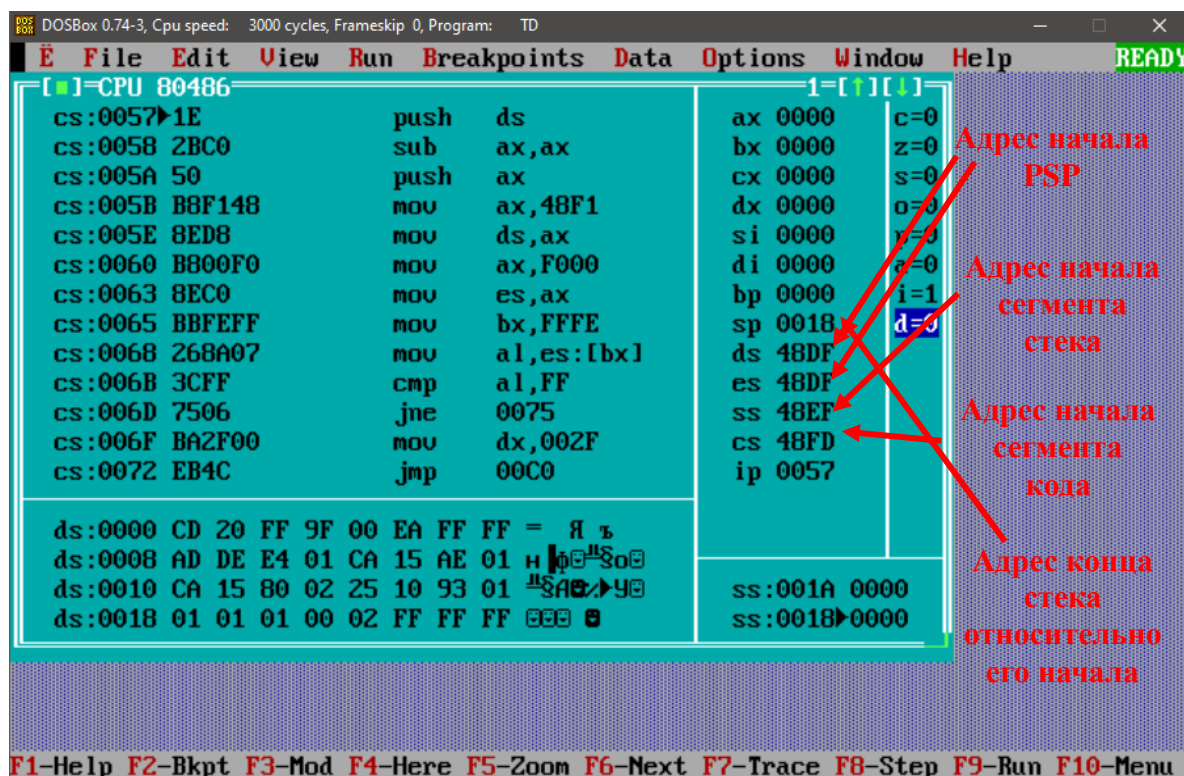 DOSBox 0.74-3, Cpu speed: 3000 cycles, Frameskip 0, Program: TD
Ë File Edit View Run Breakpoints Data Options Window Help READY
[■]=CPU 80486 1=[↑][↓]
cs:0057►1E push ds ax 0000 c=0
cs:0058 2BC0 sub ax,ax bx 0000 z=0
cs:005A 50 push ax cx 0000 s=0
cs:005B B8F148 mov ax,48F1 dx 0000 o=0
cs:005E 8ED8 mov ds,ax si 0000 p=0
cs:0060 B800F0 mov ax,F000 di 0000 a=0
cs:0063 8EC0 mov es,ax bp 0000 i=1
cs:0065 BBFEFF mov bx,FFFE sp 0018 d=0
cs:0068 268A07 mov al,es:[bx] ds 48DF
cs:006B 3CFF cmp al,FF es 48DF
cs:006D 7506 jne 0075 ss 48EF
cs:006F BA2F00 mov dx,002F cs 48FD
cs:0072 EB4C jmp 00C0 ip 0057
ds:0000 CD 20 FF 9F 00 EA FF FF = Я ъ
ds:0008 AD DE E4 01 CA 15 AE 01
ds:0010 CA 15 80 02 25 10 93 01
ds:0018 01 01 01 00 02 FF FF FF
ss:001A 0000
ss:0018►0000
Адрес начала
PSP
Адрес начала
сегмента
стека
Адрес начала
сегмента
кода
Адрес конца
стека
относительно
его начала
F1-Help F2-Bkpt F3-Mod F4-Here F5-Zoom F6-Next F7-Trace F8-Step F9-Run F10-Menu